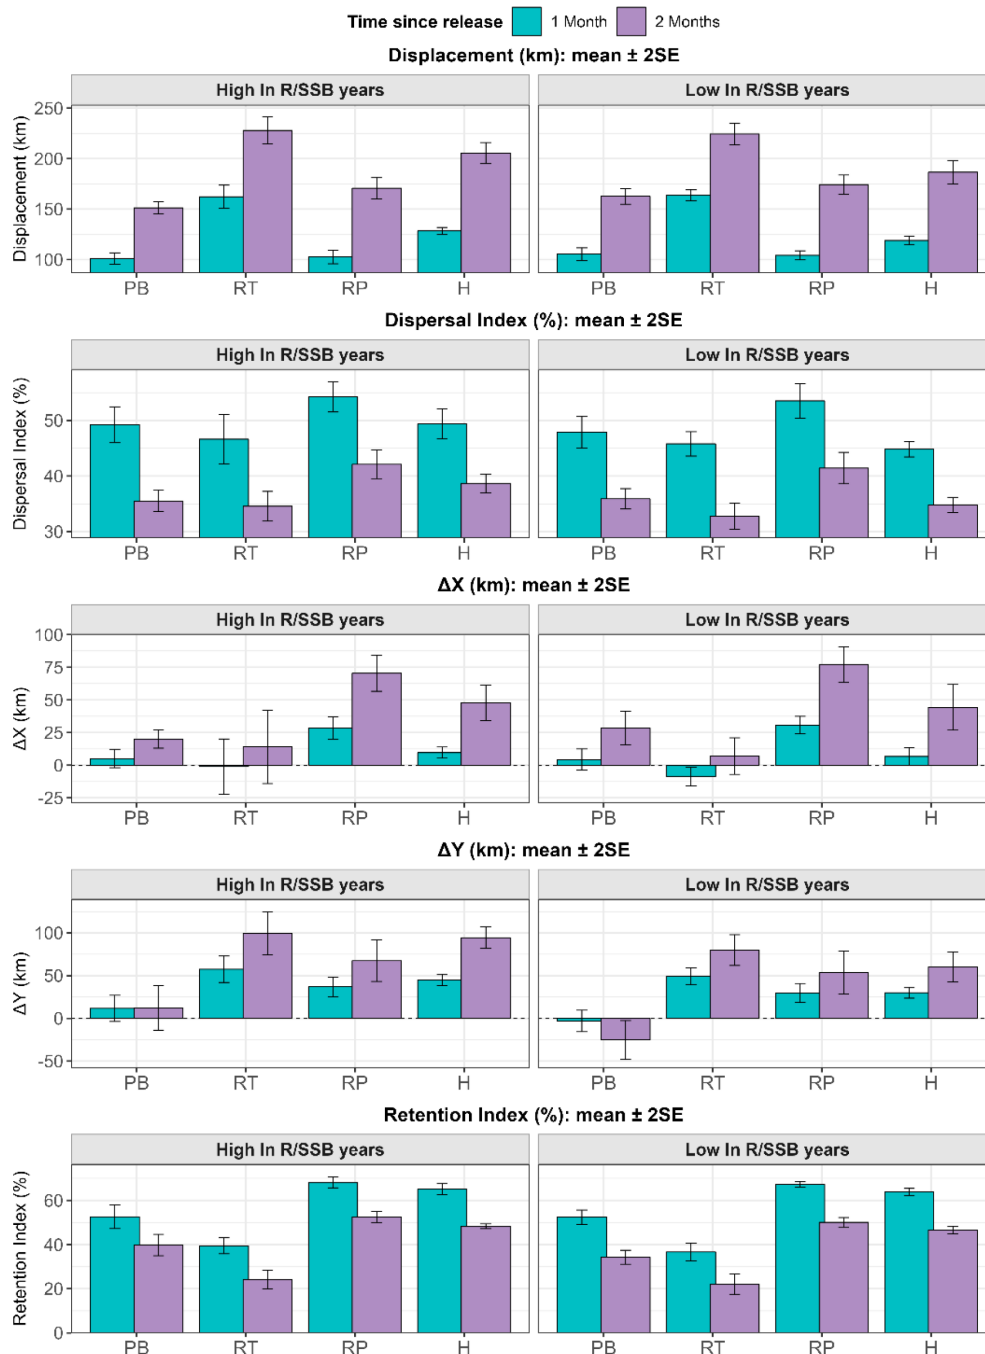 Time since release 1 Month 2 Months
Displacement (km): mean ± 2SE
High ln R/SSB years Low ln R/SSB years
Displacement (km)
250
200
150
100
PB RT RP H PB RT RP H
Dispersal Index (%): mean ± 2SE
High ln R/SSB years Low ln R/SSB years
Dispersal Index (%)
50
40
30
PB RT RP H PB RT RP H
ΔX (km): mean ± 2SE
High ln R/SSB years Low ln R/SSB years
ΔX (km)
100
75
50
25
0
-25
PB RT RP H PB RT RP H
ΔY (km): mean ± 2SE
High ln R/SSB years Low ln R/SSB years
ΔY (km)
100
50
0
-50
PB RT RP H PB RT RP H
Retention Index (%): mean ± 2SE
High ln R/SSB years Low ln R/SSB years
Retention Index (%)
60
40
20
0
PB RT RP H PB RT RP H